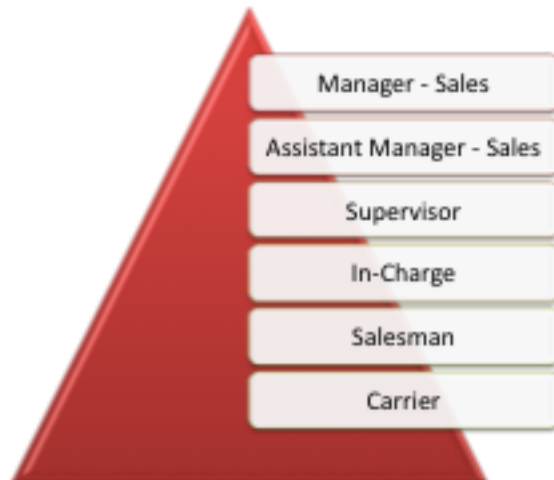 Manager - Sales
Assistant Manager - Sales
Supervisor
In-Charge
Salesman
Carrier